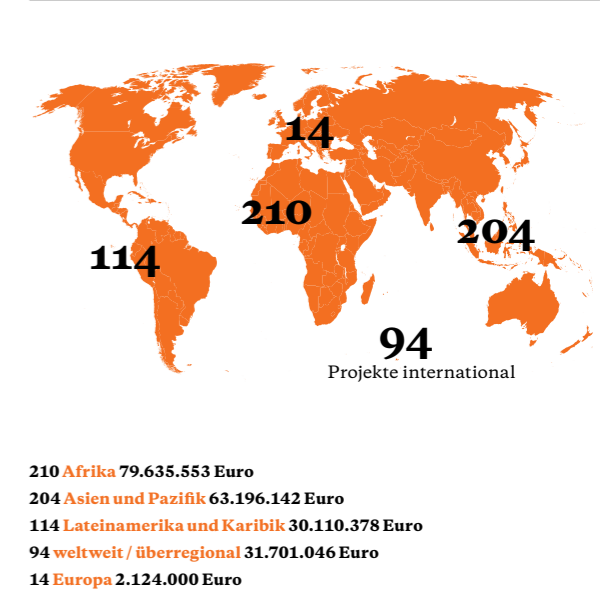 14
210
204
114
94
Projekte international
210 Afrika 79.635.553 Euro
204 Asien und Pazifik 63.196.142 Euro
114 Lateinamerika und Karibik 30.110.378 Euro
94 weltweit / überregional 31.701.046 Euro
14 Europa 2.124.000 Euro